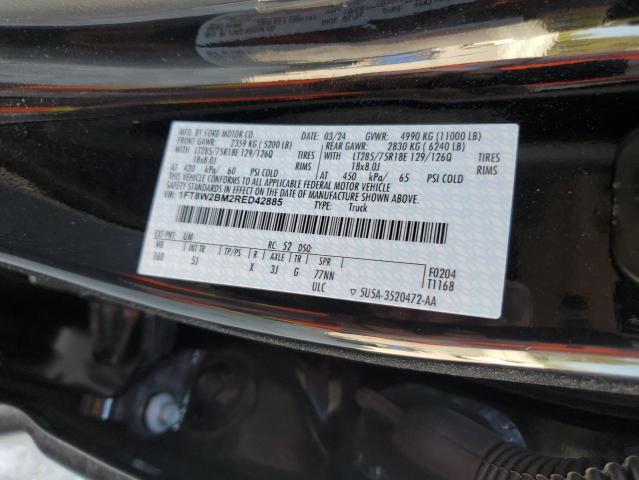 MFD. BY FORD MOTOR CO. 03/24 GVWR: 4990 KG (11000 LB)
FRONT GAWR: 2359 KG (5200 LB) REAR GAWR: 2830 KG (6240 LB)
LT285/75R18E 129/126Q TIRES LT285/75R18E 129/126Q TIRES
18x8.0J 18x8.0J
AT 420 kPa/ 60 PSI COLD AT 450 kPa/ 65 PSI COLD
THIS VEHICLE CONFORMS TO ALL APPLICABLE FEDERAL MOTOR VEHICLE
SAFETY STANDARDS IN EFFECT ON THE DATE OF MANUFACTURE SHOWN ABOVE.
VIN: 1FT8W2BM2RED42885 TYPE: Truck
EXT PNT: UM RC: 52 DSO:
WB INT TR TP/PS R AXLE TR SPR F0204
160 5J X 3J G 77NN T1168
ULC ▽ 5U5A-3520472-AA